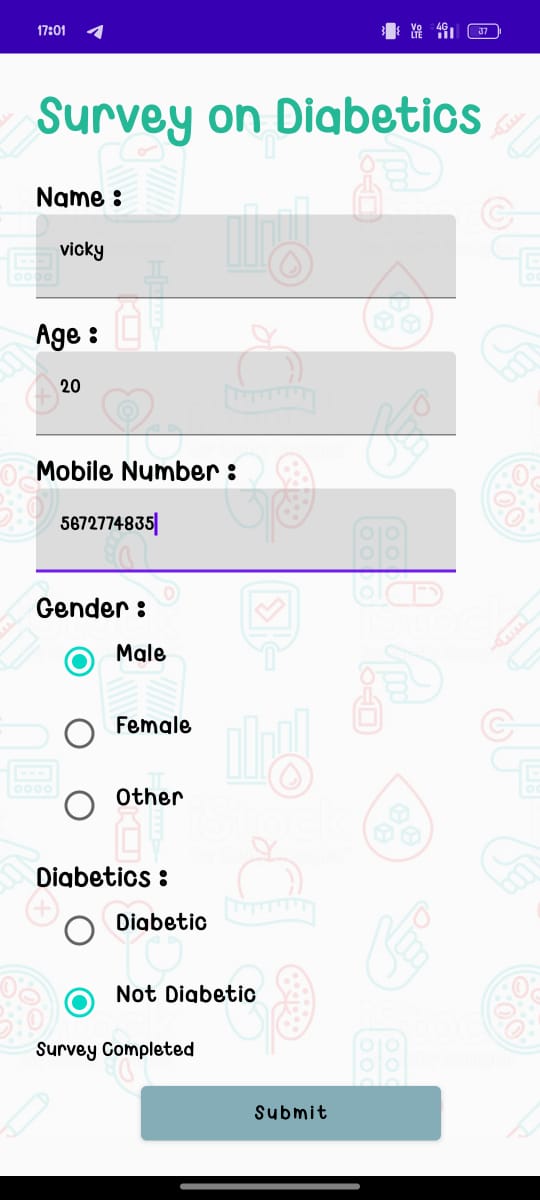 17:01
Vo
LTE
4G
37
Survey on Diabetics
Name :
vicky
Age :
20
Mobile Number :
5672774835
Gender :
Male
Female
Other
Diabetics :
Diabetic
Not Diabetic
Survey Completed
Submit